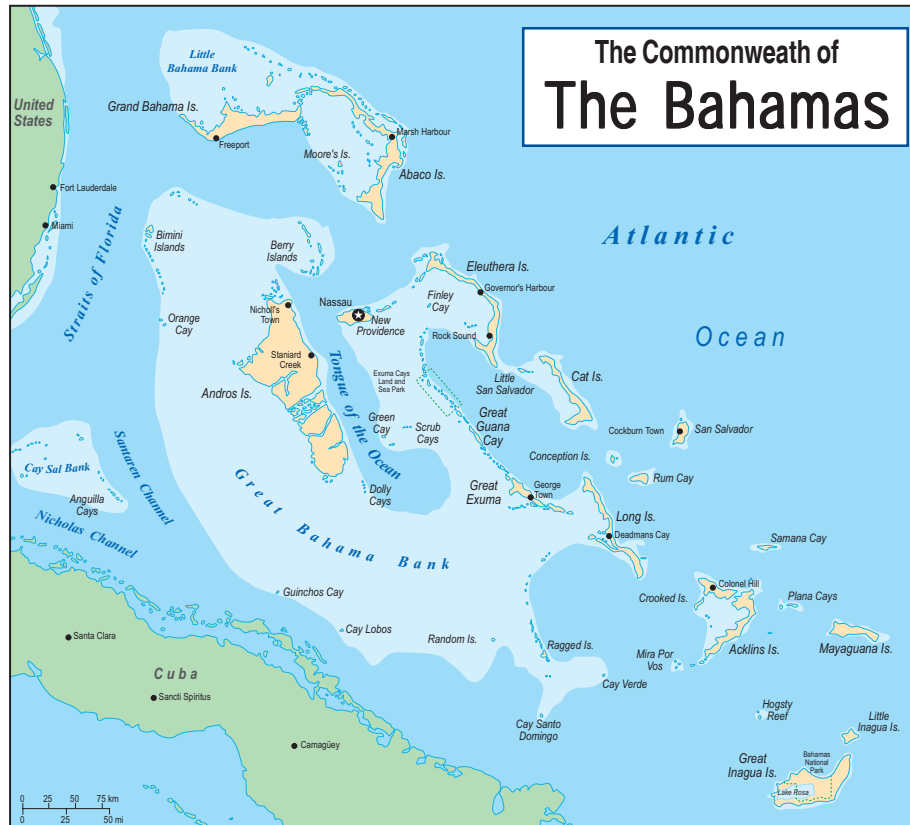 The Commonweath of
The Bahamas
Little
Bahama Bank
United
States
Grand Bahama Is.
Freeport
Marsh Harbour
Moore's Is.
Abaco Is.
Fort Lauderdale
Miami
Straits of Florida
Bimini
Islands
Berry
Islands
Atlantic
Ocean
Eleuthera Is.
Governor's Harbour
Nassau
New
Providence
Finley
Cay
Nicholl's
Town
Orange
Cay
Rock Sound
Staniard
Creek
Tongue of the Ocean
Exuma Cays
Land and
Sea Park
Little
San Salvador
Cat Is.
Andros Is.
Green
Cay
Scrub
Cays
Great
Guana
Cay
Cockburn Town
San Salvador
Conception Is.
Rum Cay
Cay Sal Bank
Santaren Channel
Anguilla
Cays
Nicholas Channel
Dolly
Cays
Great
Exuma
George
Town
Long Is.
Deadmans Cay
Great Bahama Bank
Samana Cay
Guinchos Cay
Colonel Hill
Crooked Is.
Plana Cays
Cay Lobos
Random Is.
Ragged Is.
Mira Por
Vos
Acklins Is.
Mayaguana Is.
Santa Clara
Cuba
Sancti Spiritus
Cay Verde
Cay Santo
Domingo
Hogsty
Reef
Little
Inagua Is.
Camagüey
Great
Inagua Is.
Bahamas
National
Park
Lake Rosa
0 25 50 75 km
0 25 50 mi